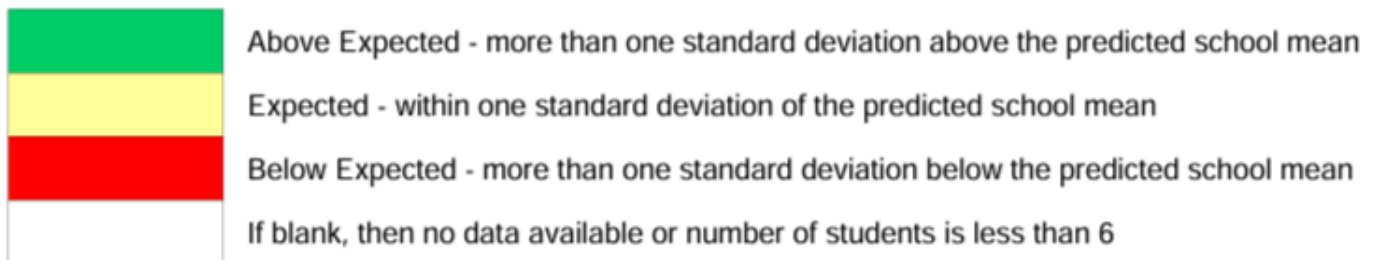 Above Expected - more than one standard deviation above the predicted school mean
Expected - within one standard deviation of the predicted school mean
Below Expected - more than one standard deviation below the predicted school mean
If blank, then no data available or number of students is less than 6